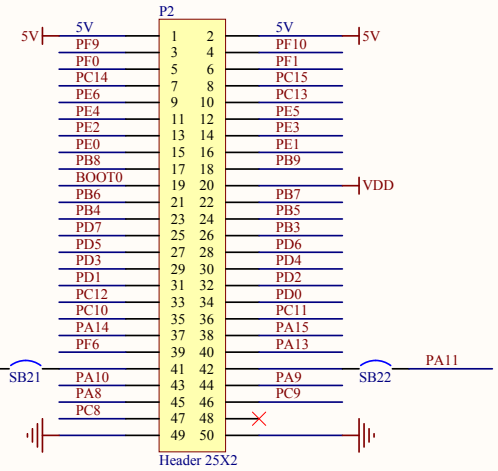 P2
5V 5V 1 2 5V 5V
PF9 3 4 PF10
PF0 5 6 PF1
PC14 7 8 PC15
PE6 9 10 PC13
PE4 11 12 PE5
PE2 13 14 PE3
PE0 15 16 PE1
PB8 17 18 PB9
BOOT0 19 20 VDD
PB6 21 22 PB7
PB4 23 24 PB5
PD7 25 26 PB3
PD5 27 28 PD6
PD3 29 30 PD4
PD1 31 32 PD2
PC12 33 34 PD0
PC10 35 36 PC11
PA14 37 38 PA15
PF6 39 40 PA13
SB21 41 42 SB22 PA11
PA10 43 44 PA9
PA8 45 46 PC9
PC8 47 48
49 50
Header 25X2